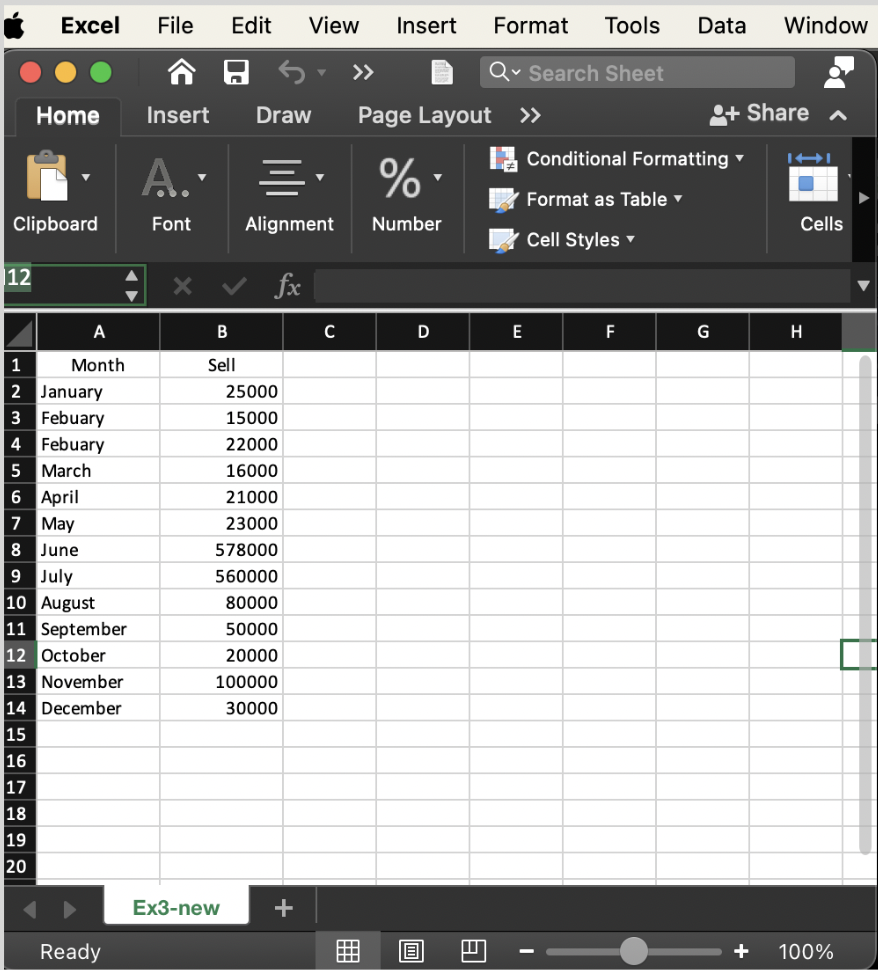 Excel File Edit View Insert Format Tools Data Window
Search Sheet
Home Insert Draw Page Layout >> Share
Clipboard
Font
Alignment
%
Number
Conditional Formatting
Format as Table
Cell Styles
Cells
I12
fx
A B C D E F G H
1 Month Sell
2 January 25000
3 Febuary 15000
4 Febuary 22000
5 March 16000
6 April 21000
7 May 23000
8 June 578000
9 July 560000
10 August 80000
11 September 50000
12 October 20000
13 November 100000
14 December 30000
15
16
17
18
19
20
Ex3-new +
Ready - + 100%